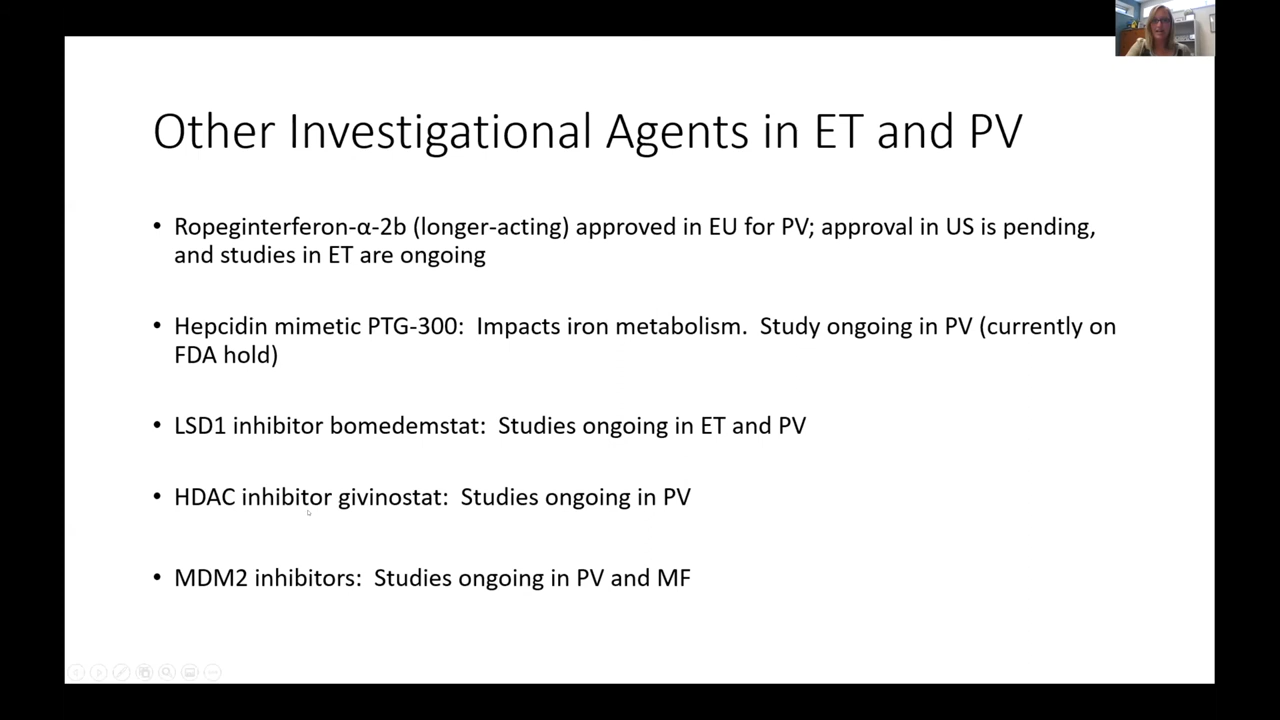 Other Investigational Agents in ET and PV
• Ropeginterferon-α-2b (longer-acting) approved in EU for PV; approval in US is pending,
and studies in ET are ongoing
• Hepcidin mimetic PTG-300:  Impacts iron metabolism.  Study ongoing in PV (currently on
FDA hold)
• LSD1 inhibitor bomedemstat:  Studies ongoing in ET and PV
• HDAC inhibitor givinostat:  Studies ongoing in PV
• MDM2 inhibitors:  Studies ongoing in PV and MF